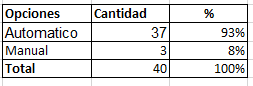 Opciones Cantidad %
Automatico 37 93%
Manual 3 8%
Total 40 100%